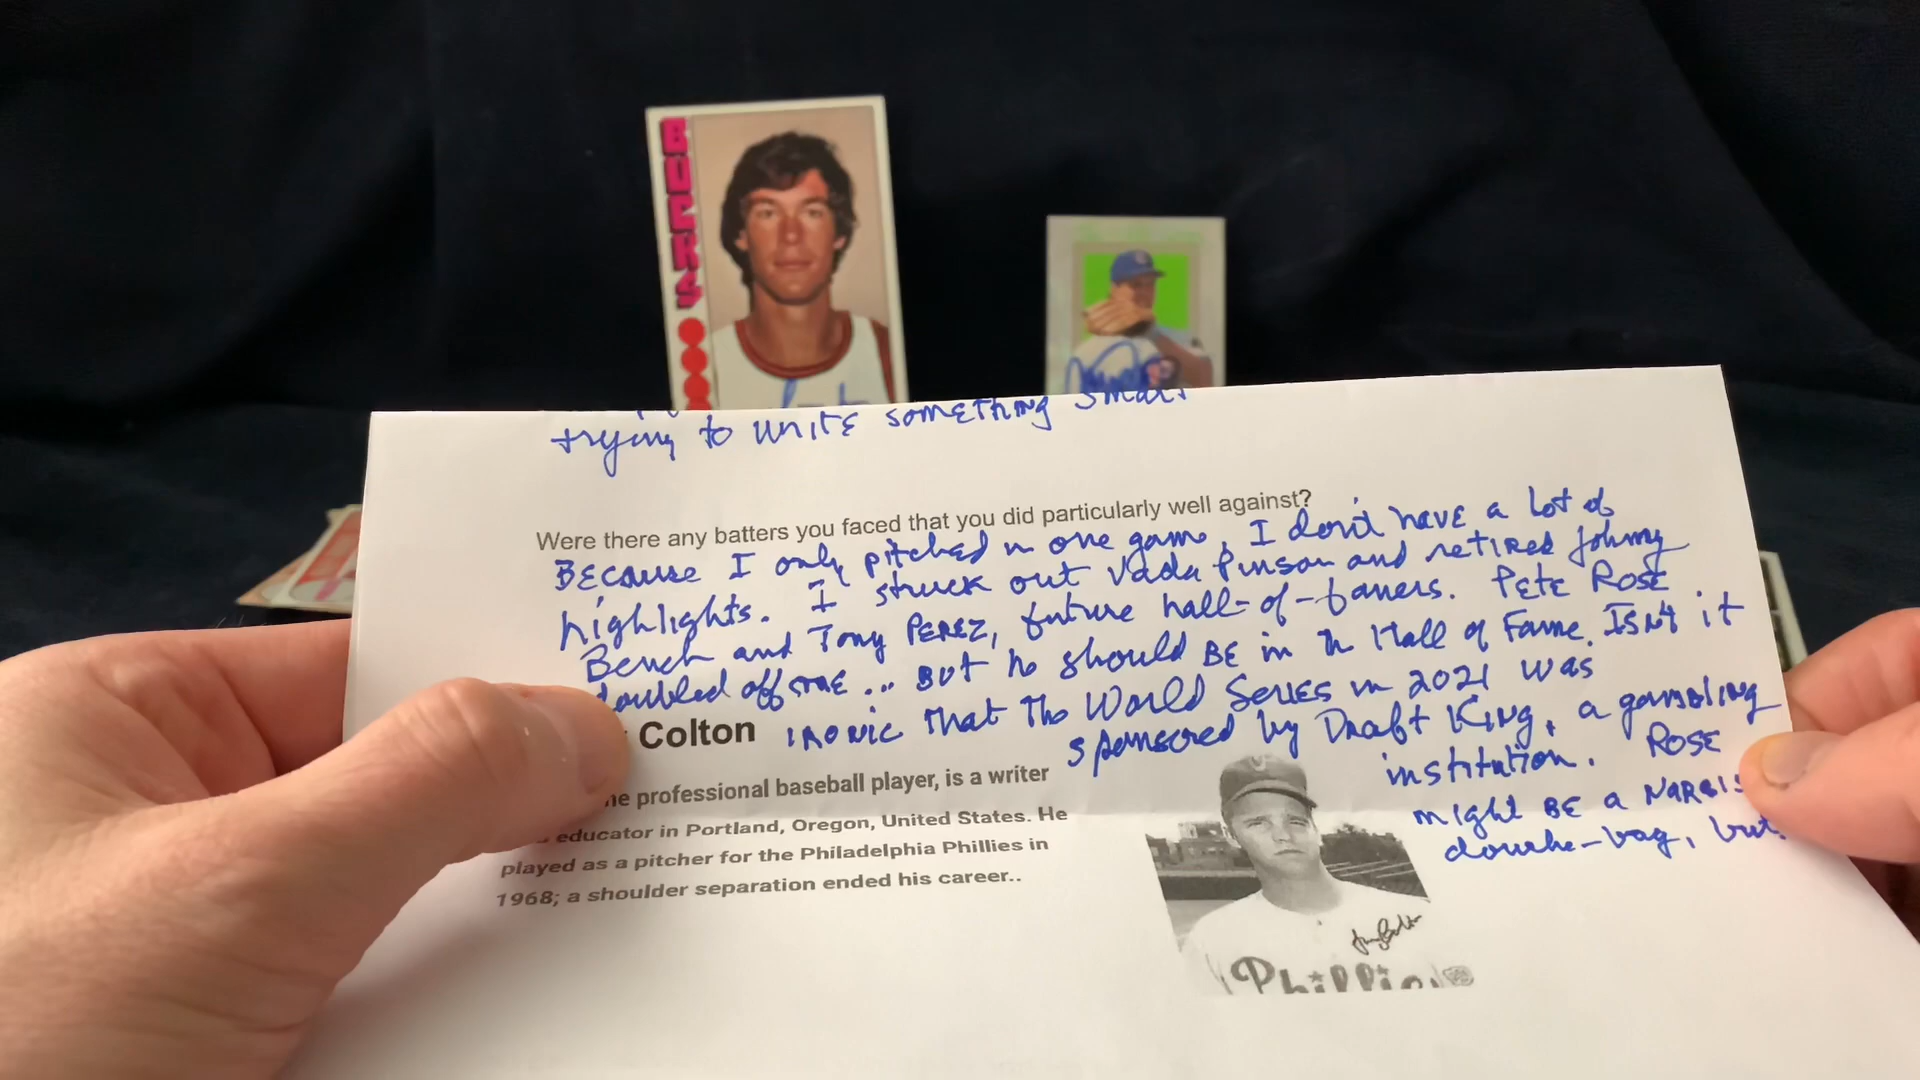 BUCKS
trying to write something small
Were there any batters you faced that you did particularly well against?
Because I only pitched in one game, I don't have a lot of
highlights. I struck out Vada Pinson and retired Johnny
Bench and Tony Perez, future hall-of-famers. Pete Rose
doubled off me... But he should be in the Hall of Fame. Isn't it
ironic that the World Series in 2021 was
sponsored by Draft King, a gambling
institution. Rose
might be a
douche-bag, but
Colton
professional baseball player, is a writer
educator in Portland, Oregon, United States. He
played as a pitcher for the Philadelphia Phillies in
1968; a shoulder separation ended his career..
Phillies